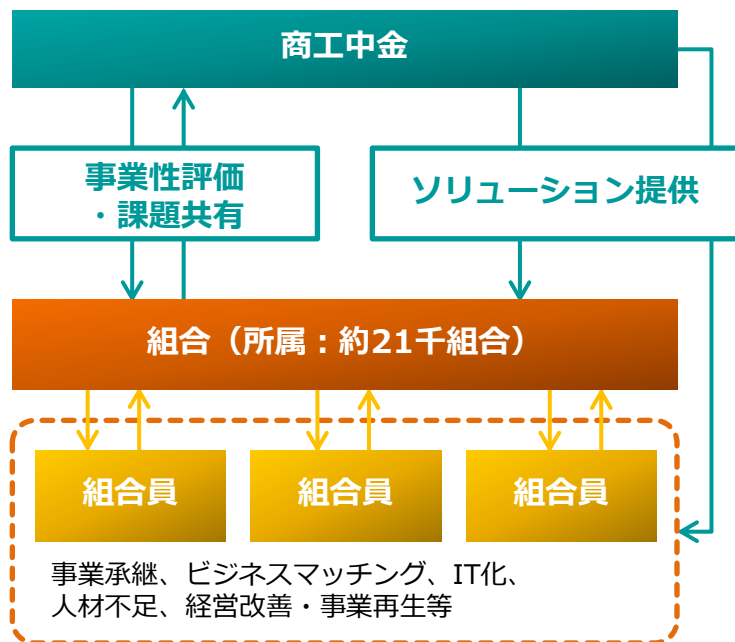 商工中金
事業性評価
・課題共有
ソリューション提供
組合（所属：約21千組合）
組合員
組合員
組合員
事業承継、ビジネスマッチング、IT化、
人材不足、経営改善・事業再生等